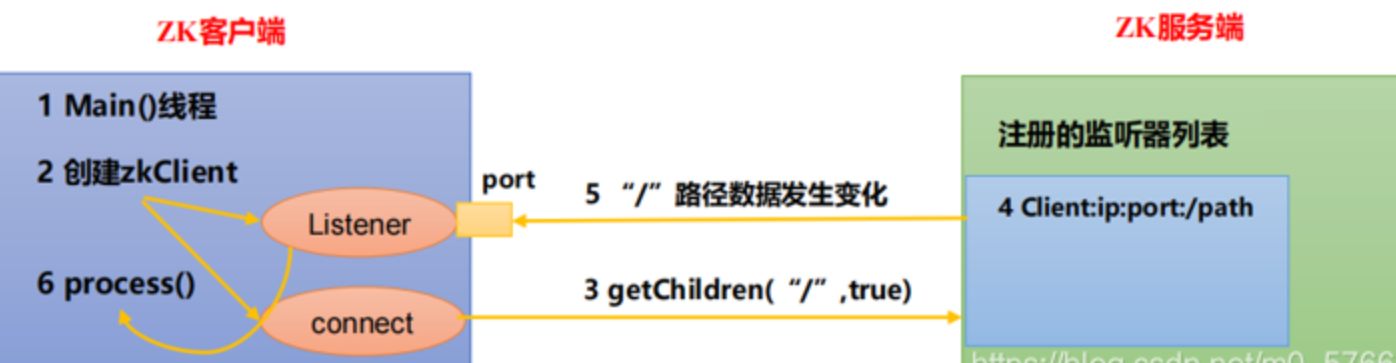 ZK客户端
ZK服务端
1 Main()线程
2 创建zkClient
Listener
port
5 “/”路径数据发生变化
注册的监听器列表
4 Client:ip:port:/path
6 process()
connect
3 getChildren(“/”,true)
https://blog.csdn.net/m0_5766